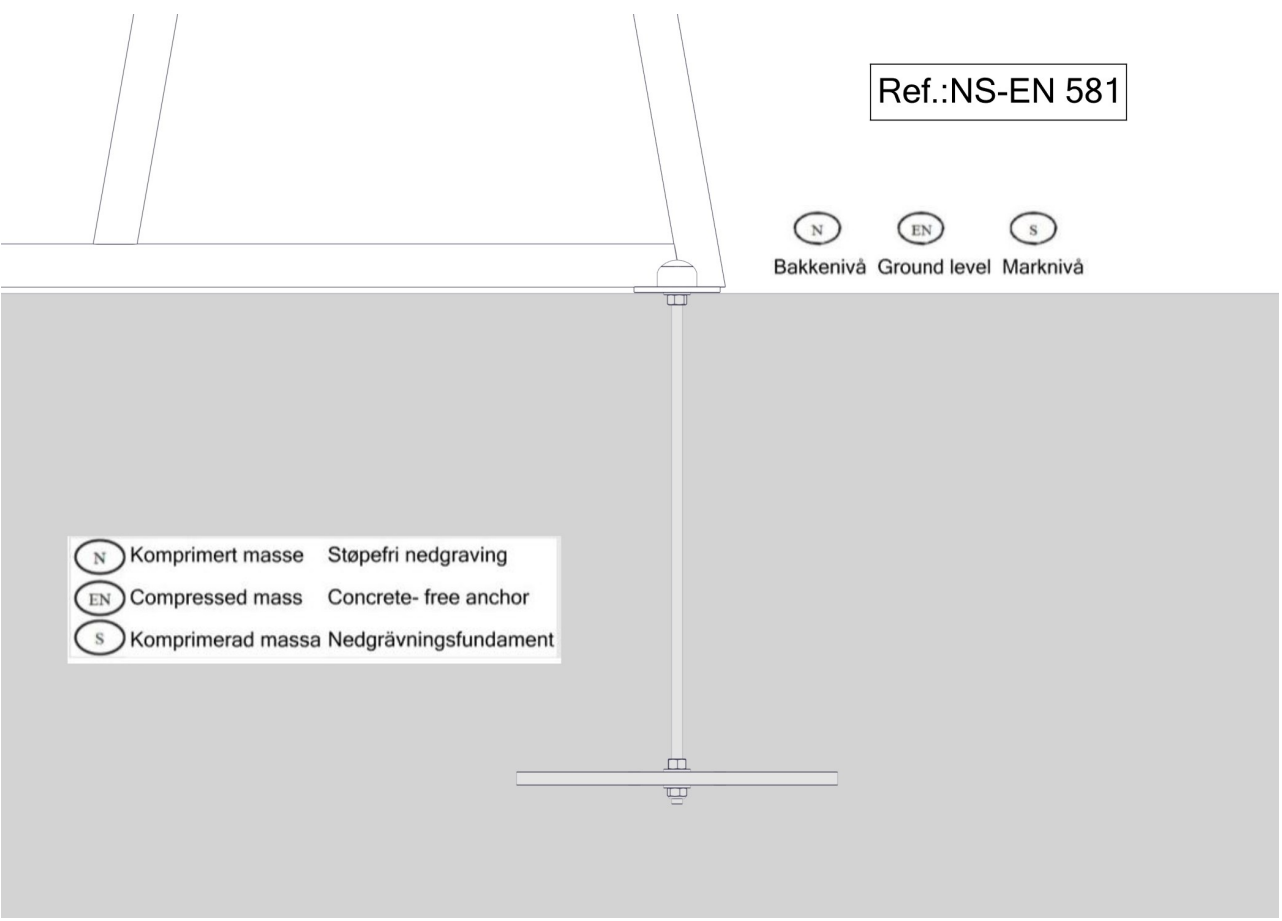 Ref.:NS-EN 581
N EN S
Bakkenivå Ground level Marknivå
N Komprimert masse Støpefri nedgraving
EN Compressed mass Concrete- free anchor
S Komprimerad massa Nedgrävningsfundament